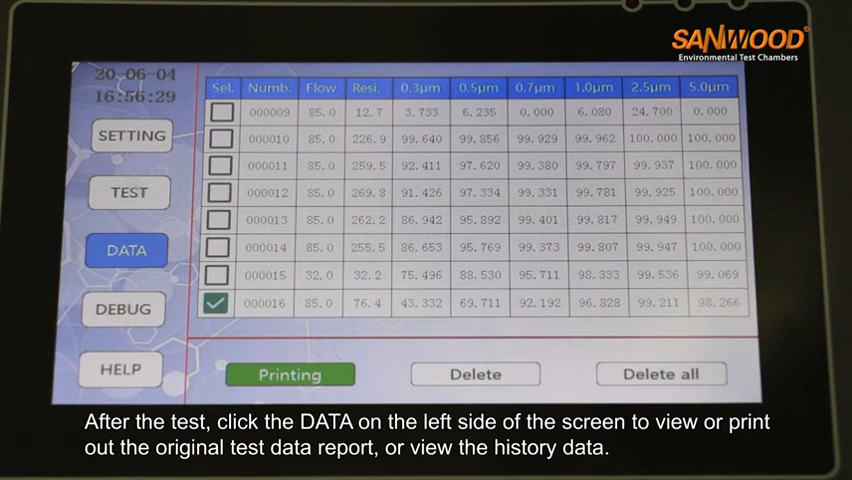 SANWOOD®
Environmental Test Chambers
20-06-04
16:56:29
SETTING
TEST
DATA
DEBUG
HELP
Sel. Numb. Flow Resi. 0.3μm 0.5μm 0.7μm 1.0μm 2.5μm 5.0μm
000009 85.0 12.7 3.733 6.235 0.000 6.080 24.700 0.000
000010 85.0 226.9 99.640 99.856 99.929 99.962 100.000 100.000
000011 85.0 259.5 92.411 97.620 99.380 99.797 99.937 100.000
000012 85.0 269.8 91.426 97.334 99.331 99.781 99.925 100.000
000013 85.0 262.2 86.942 95.892 99.401 99.817 99.949 100.000
000014 85.0 255.5 86.653 95.769 99.373 99.807 99.947 100.000
000015 32.0 32.2 75.496 88.530 95.711 98.333 99.536 99.069
000016 85.0 76.4 43.332 69.711 92.192 96.828 99.211 98.266
Printing Delete Delete all
After the test, click the DATA on the left side of the screen to view or print
out the original test data report, or view the history data.